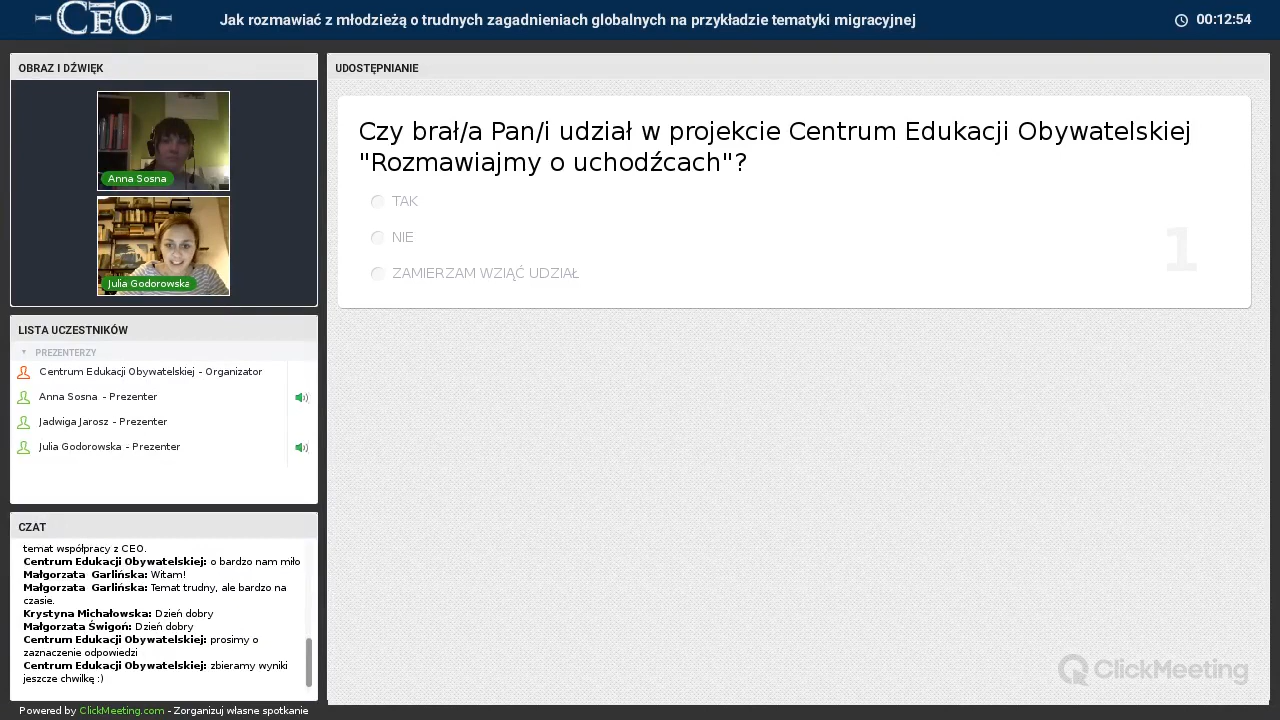 CEO
Jak rozmawiać z młodzieżą o trudnych zagadnieniach globalnych na przykładzie tematyki migracyjnej
00:12:54
OBRAZ I DŹWIĘK
Anna Sosna
Julia Godorowska
LISTA UCZESTNIKÓW
PREZENTERZY
Centrum Edukacji Obywatelskiej - Organizator
Anna Sosna - Prezenter
Jadwiga Jarosz - Prezenter
Julia Godorowska - Prezenter
CZAT
temat współpracy z CEO.
Centrum Edukacji Obywatelskiej: o bardzo nam miło
Małgorzata Garlińska: Witam!
Małgorzata Garlińska: Temat trudny, ale bardzo na
czasie.
Krystyna Michałowska: Dzień dobry
Małgorzata Świgoń: Dzień dobry
Centrum Edukacji Obywatelskiej: prosimy o
zaznaczenie odpowiedzi
Centrum Edukacji Obywatelskiej: zbieramy wyniki
jeszcze chwilkę :)
Powered by ClickMeeting.com - Zorganizuj własne spotkanie
UDOSTĘPNIANIE
Czy brał/a Pan/i udział w projekcie Centrum Edukacji Obywatelskiej
"Rozmawiajmy o uchodźcach"?
TAK
NIE
ZAMIERZAM WZIĄĆ UDZIAŁ
1
ClickMeeting